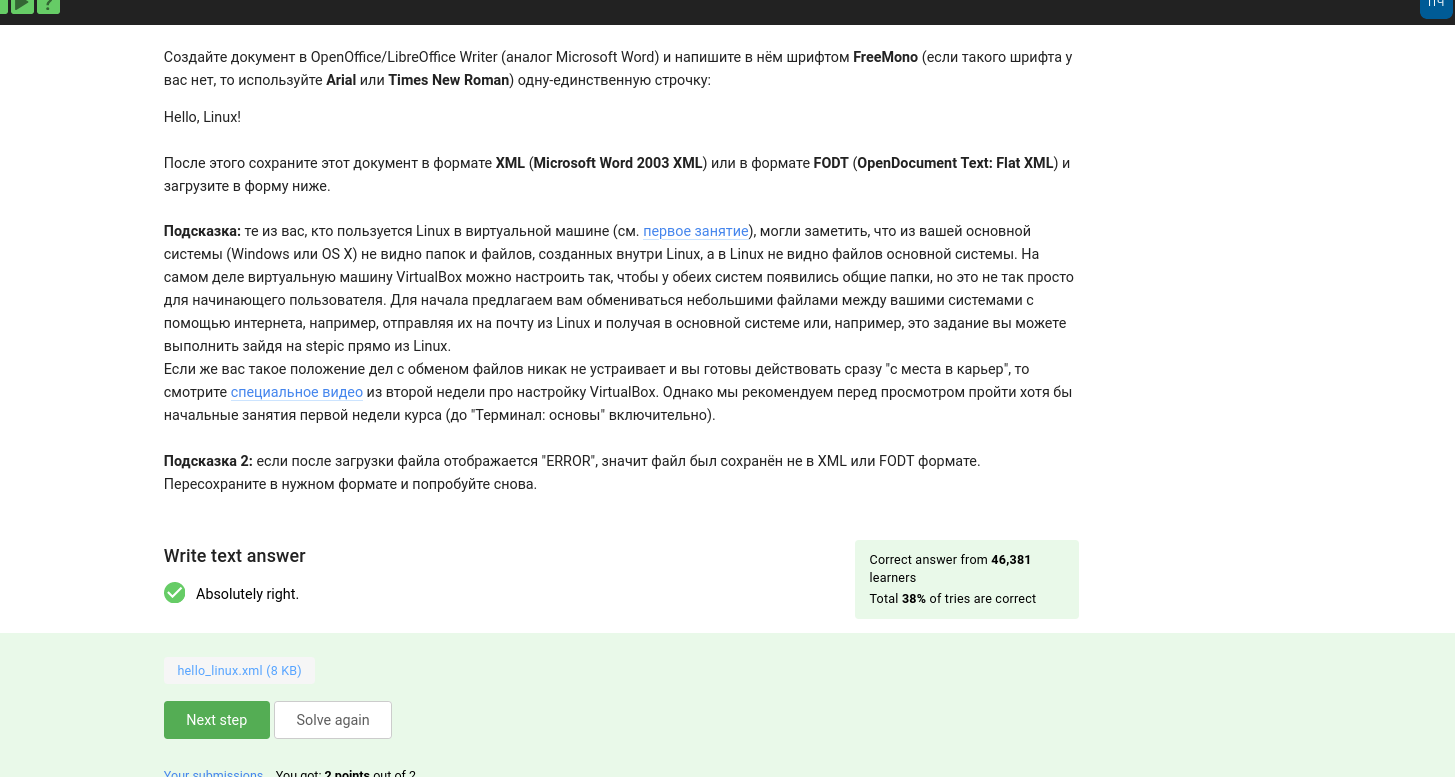 ?
ПЧ
Создайте документ в OpenOffice/LibreOffice Writer (аналог Microsoft Word) и напишите в нём шрифтом FreeMono (если такого шрифта у
вас нет, то используйте Arial или Times New Roman) одну-единственную строчку:
Hello, Linux!
После этого сохраните этот документ в формате XML (Microsoft Word 2003 XML) или в формате FODT (OpenDocument Text: Flat XML) и
загрузите в форму ниже.
Подсказка: те из вас, кто пользуется Linux в виртуальной машине (см. первое занятие), могли заметить, что из вашей основной
системы (Windows или OS X) не видно папок и файлов, созданных внутри Linux, а в Linux не видно файлов основной системы. На
самом деле виртуальную машину VirtualBox можно настроить так, чтобы у обеих систем появились общие папки, но это не так просто
для начинающего пользователя. Для начала предлагаем вам обмениваться небольшими файлами между вашими системами с
помощью интернета, например, отправляя их на почту из Linux и получая в основной системе или, например, это задание вы можете
выполнить зайдя на stepic прямо из Linux.
Если же вас такое положение дел с обменом файлов никак не устраивает и вы готовы действовать сразу "с места в карьер", то
смотрите специальное видео из второй недели про настройку VirtualBox. Однако мы рекомендуем перед просмотром пройти хотя бы
начальные занятия первой недели курса (до "Терминал: основы" включительно).
Подсказка 2: если после загрузки файла отображается "ERROR", значит файл был сохранён не в XML или FODT формате.
Пересохраните в нужном формате и попробуйте снова.
Write text answer
Absolutely right.
Correct answer from 46,381
learners
Total 38% of tries are correct
hello_linux.xml (8 KB)
Next step
Solve again
Your submissions You got: 2 points out of 2